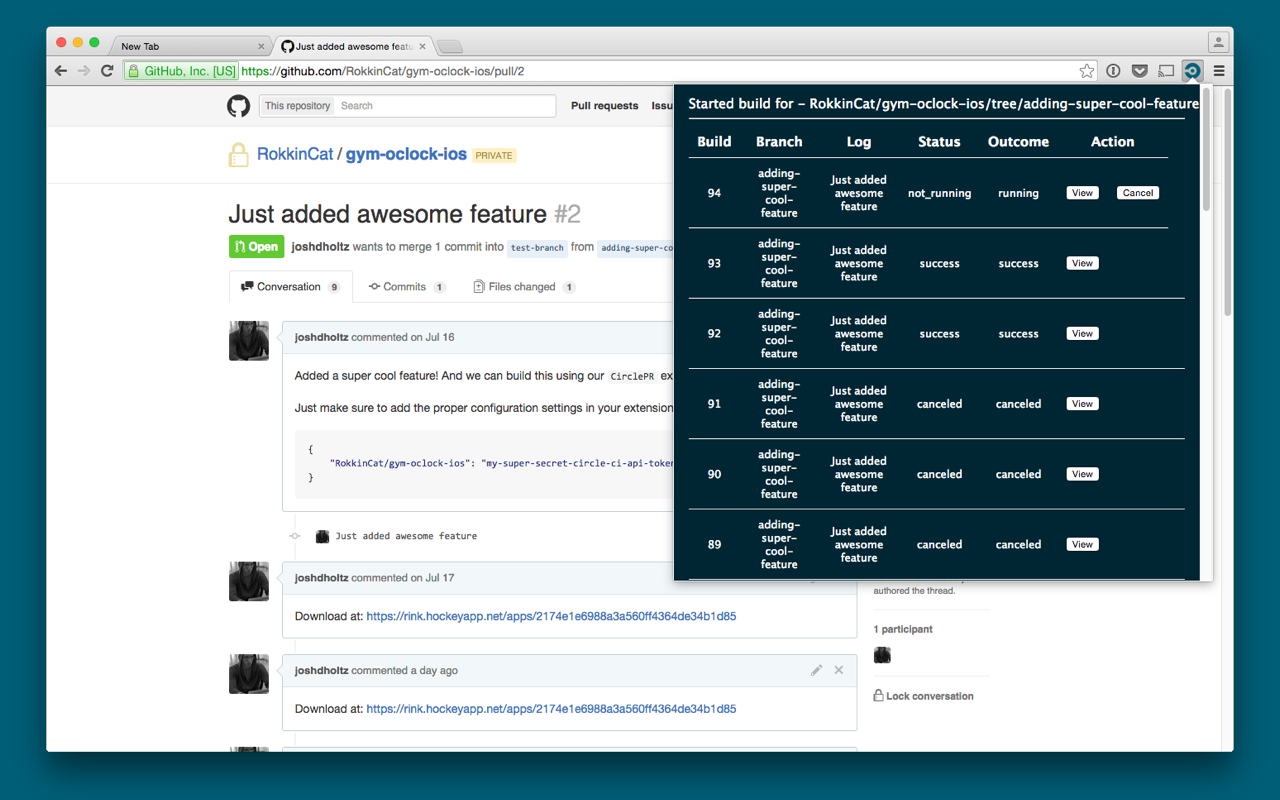 New Tab
Just added awesome featu
GitHub, Inc. [US] https://github.com/RokkinCat/gym-oclock-ios/pull/2
This repository Search
Pull requests Issu
RokkinCat / gym-oclock-ios PRIVATE
Just added awesome feature #2
Open joshdholtz wants to merge 1 commit into test-branch from adding-super-co
Conversation 9 Commits 1 Files changed 1
joshdholtz commented on Jul 16
Added a super cool feature! And we can build this using our CirclePR ex
Just make sure to add the proper configuration settings in your extension
{
"RokkinCat/gym-oclock-ios": "my-super-secret-circle-ci-api-token
}
Just added awesome feature
joshdholtz commented on Jul 17
Download at: https://rink.hockeyapp.net/apps/2174e1e6988a3a560ff4364de34b1d85
joshdholtz commented a day ago
Download at: https://rink.hockeyapp.net/apps/2174e1e6988a3a560ff4364de34b1d85
Started build for - RokkinCat/gym-oclock-ios/tree/adding-super-cool-feature
Build Branch Log Status Outcome Action
94 adding-super-cool-feature Just added awesome feature not_running running View Cancel
93 adding-super-cool-feature Just added awesome feature success success View
92 adding-super-cool-feature Just added awesome feature success success View
91 adding-super-cool-feature Just added awesome feature canceled canceled View
90 adding-super-cool-feature Just added awesome feature canceled canceled View
89 adding-super-cool-feature Just added awesome feature canceled canceled View
authored the thread.
1 participant
Lock conversation